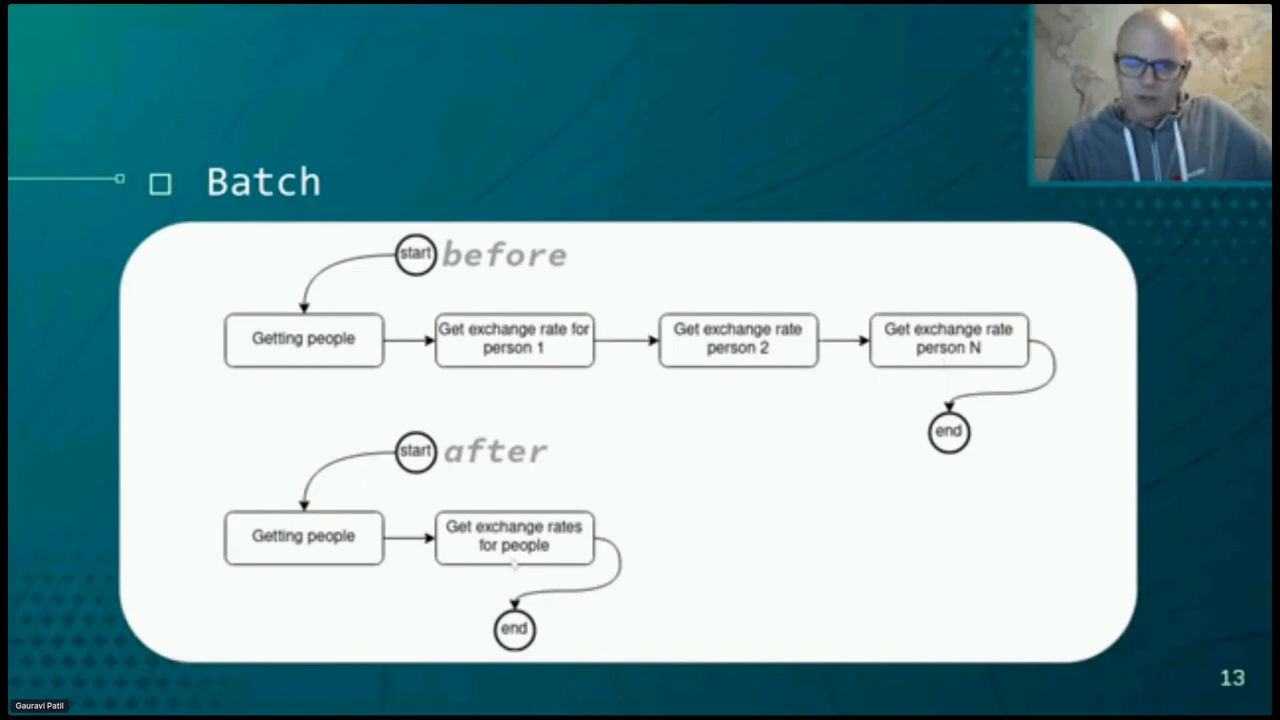 Batch
start
before
Getting people
Get exchange rate for
person 1
Get exchange rate
person 2
Get exchange rate
person N
end
start
after
Getting people
Get exchange rates
for people
end
13
Gauravi Patil